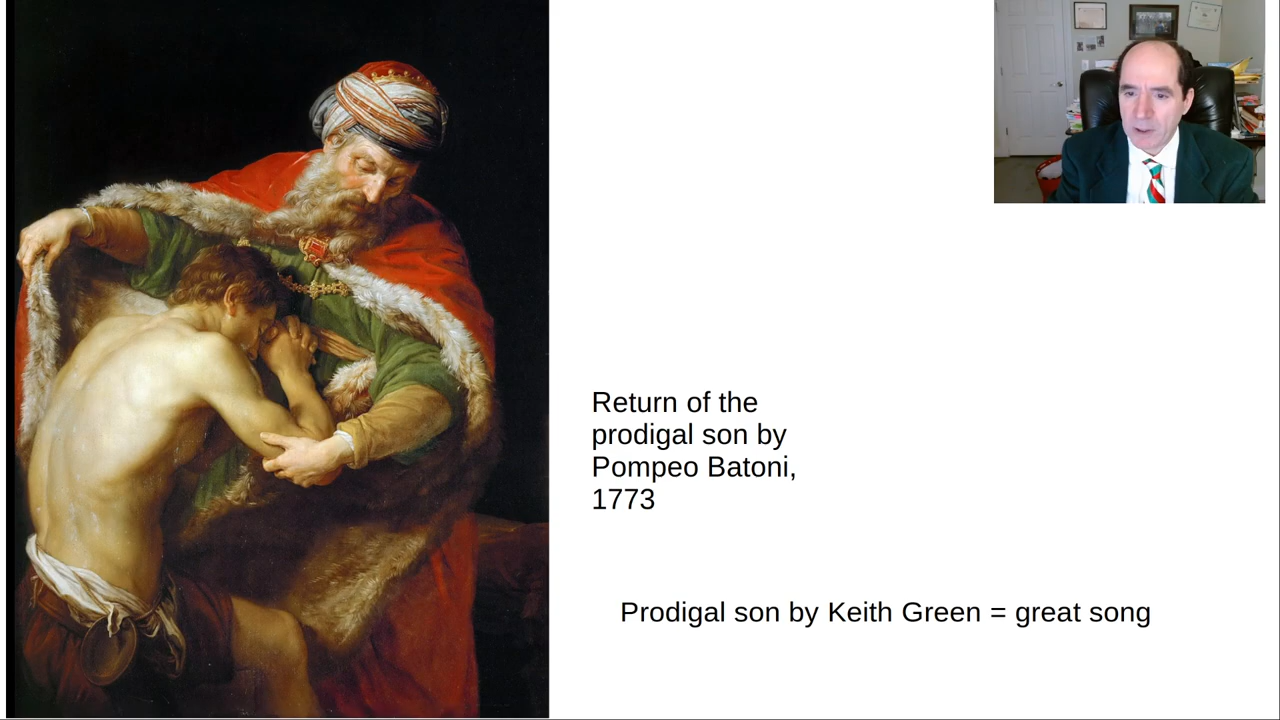 Return of the
prodigal son by
Pompeo Batoni,
1773
Prodigal son by Keith Green = great song